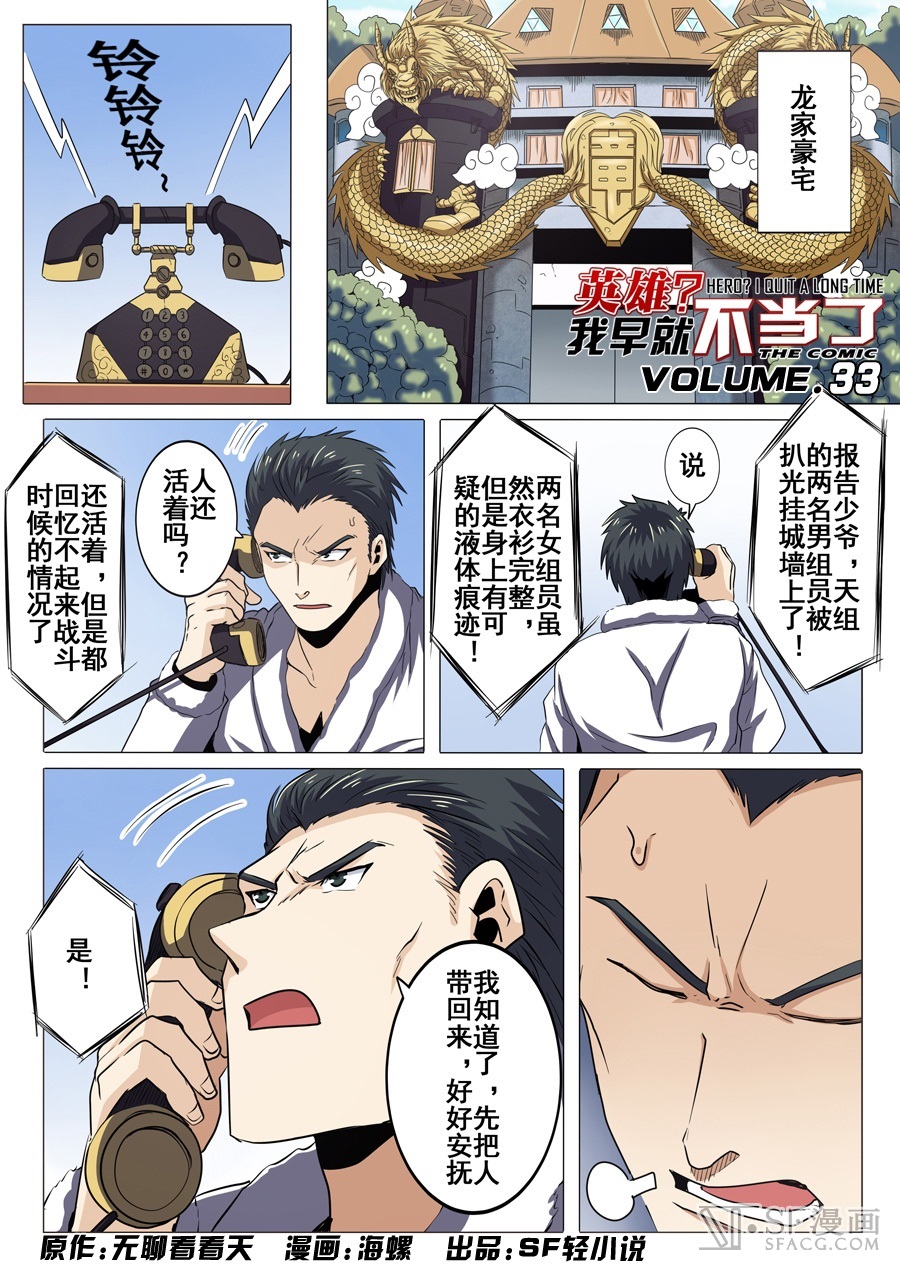 龙家豪宅
英雄?
HERO? I QUIT A LONG TIME
我早就
不当了
THE COMIC
VOLUME.33
铃铃铃~
报告少爷，天组
的两名男组员被
扒光挂城墙上了！
说
两名女组员虽
然衣衫完整，
但是身上有可
疑的液体痕迹！
人还
活着吗？
还活着，但是都
回忆不起来战斗
时候的情况了
我知道了，先把人
带回来，好好安抚
是！
原作:无聊看看天 漫画:海螺 出品:SF轻小说
SF漫画
SFACG.COM